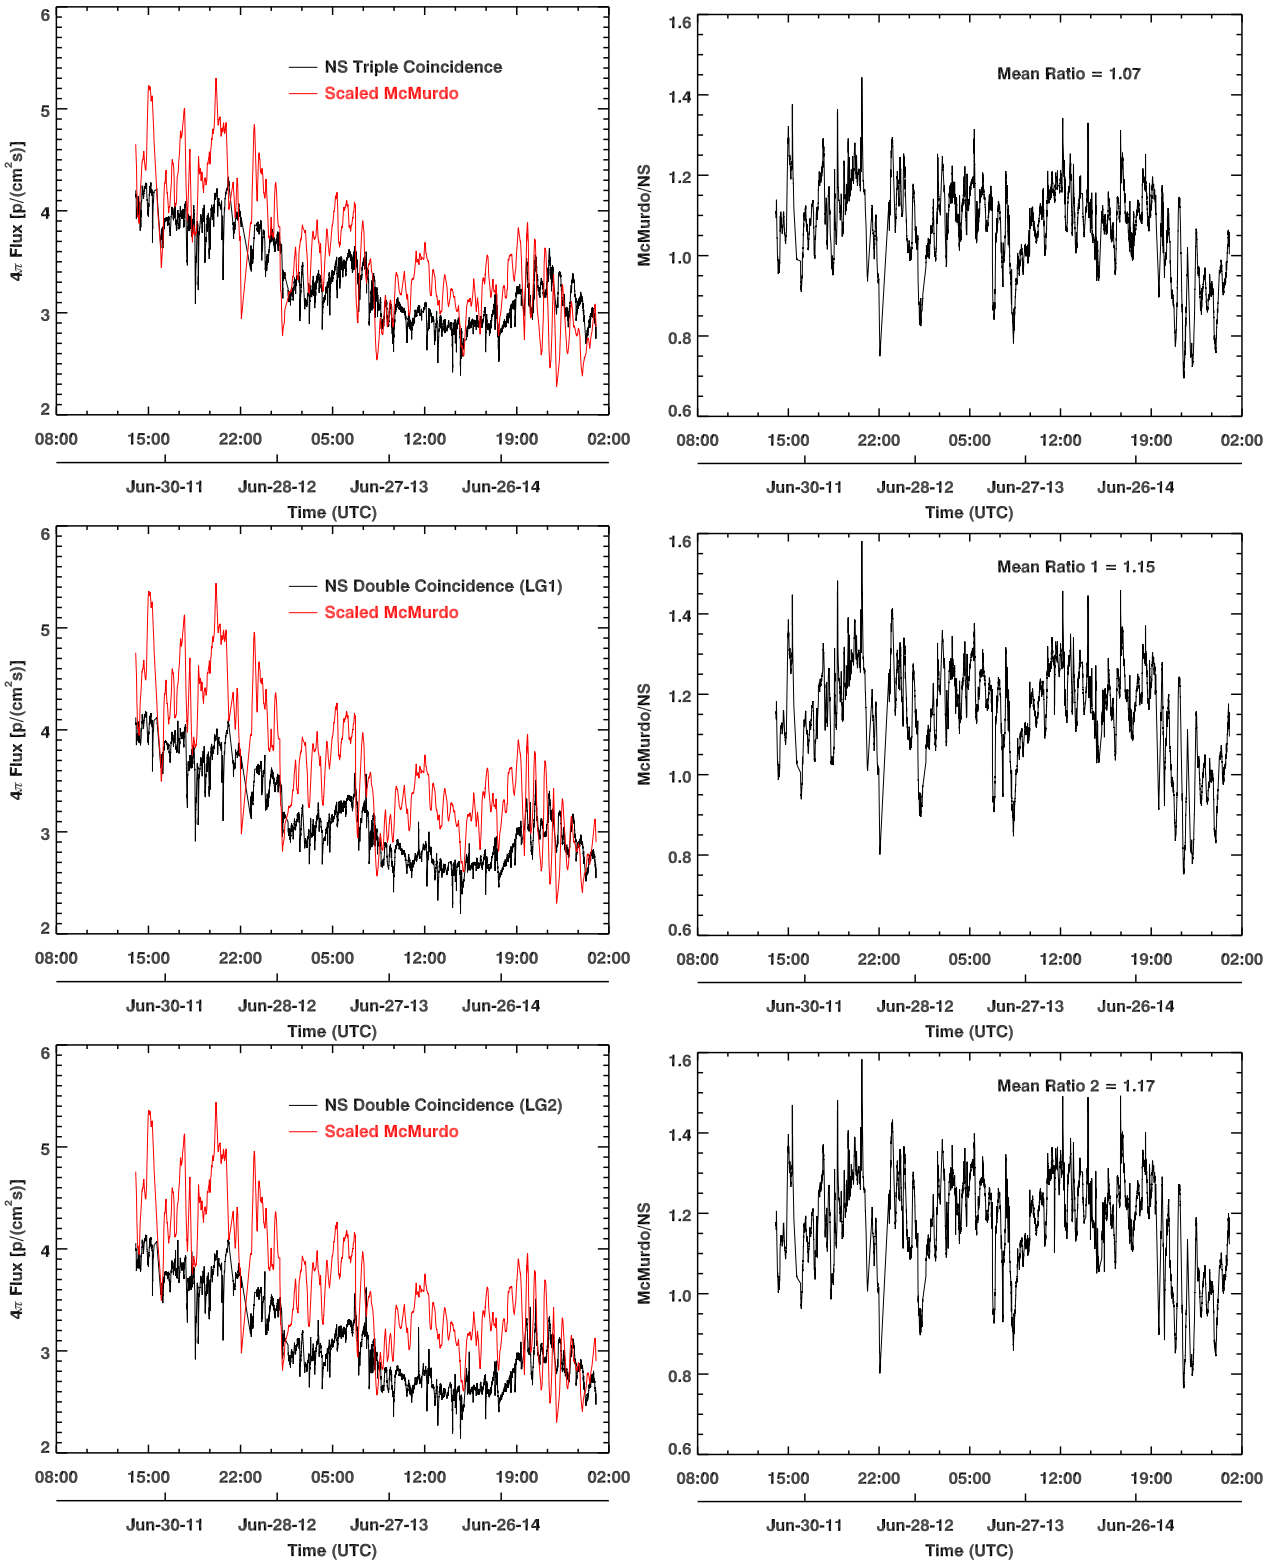 6
5
4
3
2
4π Flux [p/(cm²s)]
NS Triple Coincidence
Scaled McMurdo
08:00 15:00 22:00 05:00 12:00 19:00 02:00
Jun-30-11 Jun-28-12 Jun-27-13 Jun-26-14
Time (UTC)
1.6
1.4
1.2
1.0
0.8
0.6
McMurdo/NS
Mean Ratio = 1.07
08:00 15:00 22:00 05:00 12:00 19:00 02:00
Jun-30-11 Jun-28-12 Jun-27-13 Jun-26-14
Time (UTC)
6
5
4
3
2
4π Flux [p/(cm²s)]
NS Double Coincidence (LG1)
Scaled McMurdo
08:00 15:00 22:00 05:00 12:00 19:00 02:00
Jun-30-11 Jun-28-12 Jun-27-13 Jun-26-14
Time (UTC)
1.6
1.4
1.2
1.0
0.8
0.6
McMurdo/NS
Mean Ratio 1 = 1.15
08:00 15:00 22:00 05:00 12:00 19:00 02:00
Jun-30-11 Jun-28-12 Jun-27-13 Jun-26-14
Time (UTC)
6
5
4
3
2
4π Flux [p/(cm²s)]
NS Double Coincidence (LG2)
Scaled McMurdo
08:00 15:00 22:00 05:00 12:00 19:00 02:00
Jun-30-11 Jun-28-12 Jun-27-13 Jun-26-14
Time (UTC)
1.6
1.4
1.2
1.0
0.8
0.6
McMurdo/NS
Mean Ratio 2 = 1.17
08:00 15:00 22:00 05:00 12:00 19:00 02:00
Jun-30-11 Jun-28-12 Jun-27-13 Jun-26-14
Time (UTC)